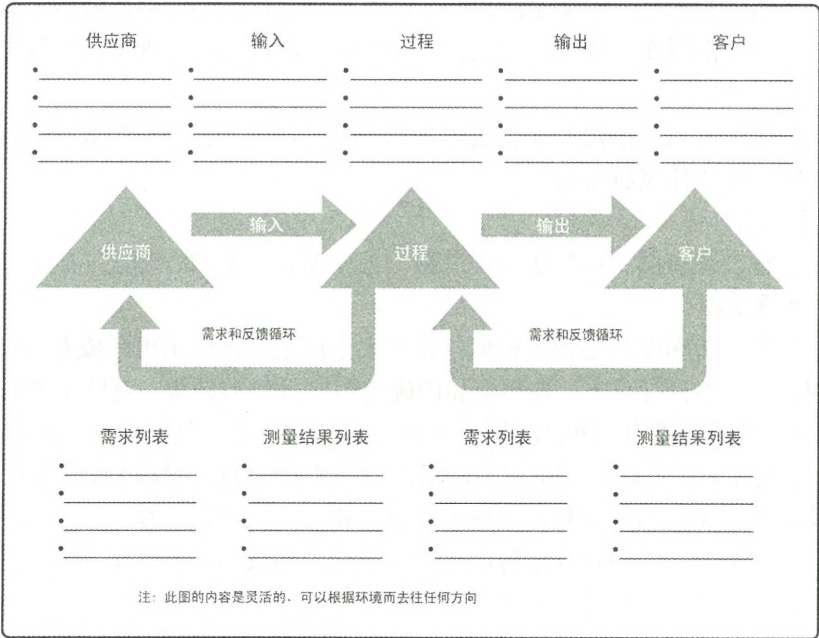 供应商 输入 过程 输出 客户
供应商 输入 过程 输出 客户
需求和反馈循环 需求和反馈循环
需求列表 测量结果列表 需求列表 测量结果列表
注：此图的内容是灵活的、可以根据环境而去往任何方向